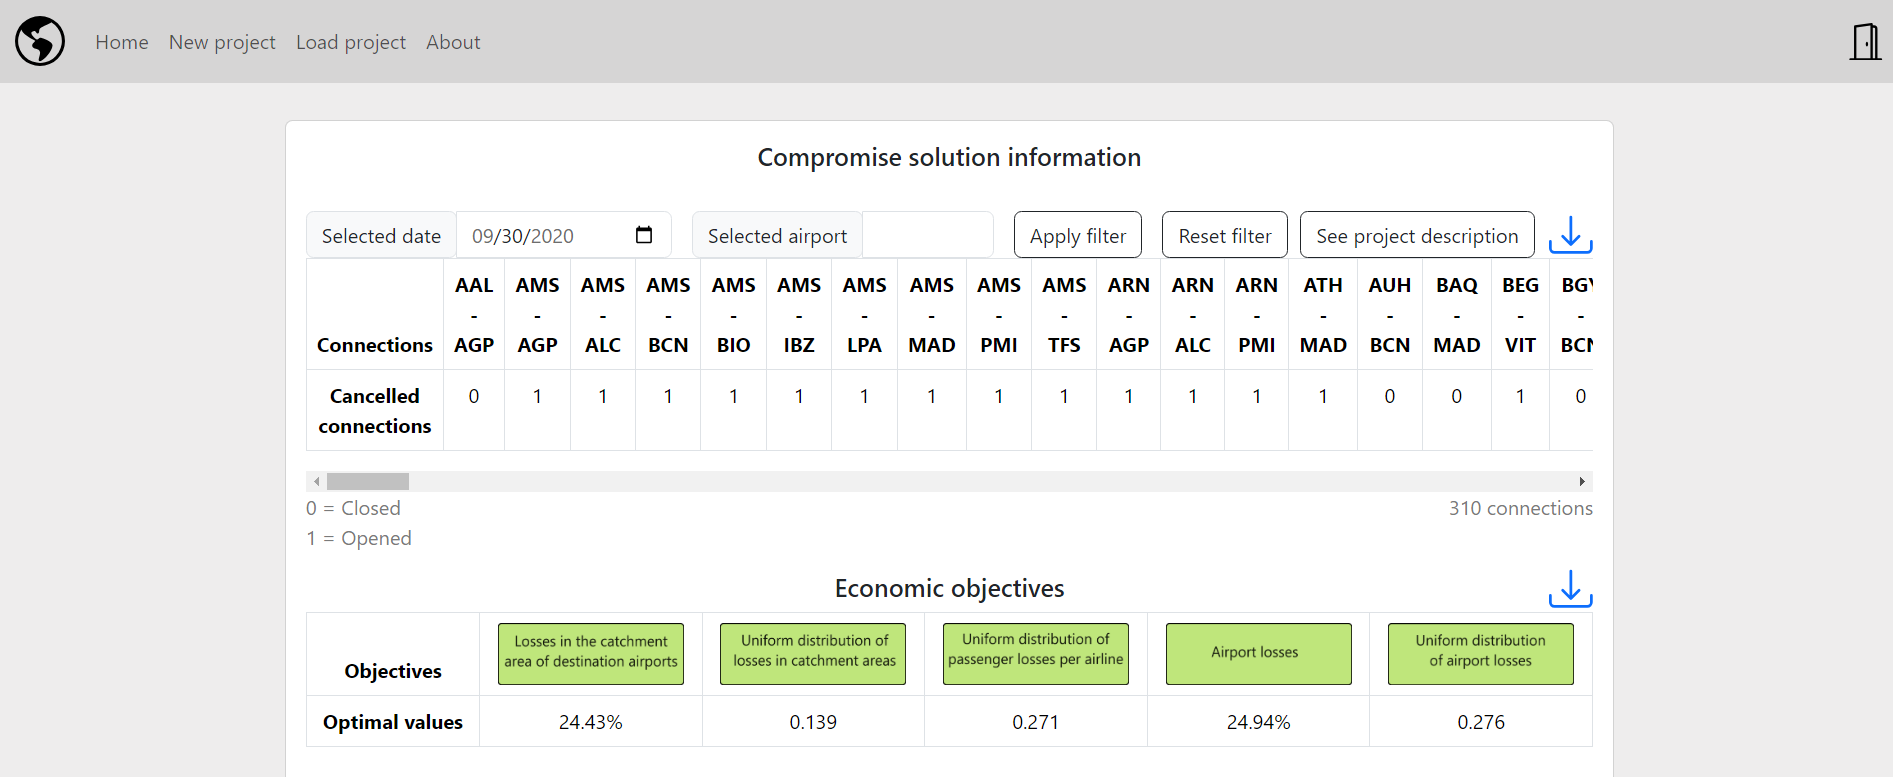 Home New project Load project About
Compromise solution information
Selected date 09/30/2020 Selected airport Apply filter Reset filter See project description
AAL AMS AMS AMS AMS AMS AMS AMS AMS AMS ARN ARN ARN ATH AUH BAQ BEG BGY
- - - - - - - - - - - - - - - - - -
Connections AGP AGP ALC BCN BIO IBZ LPA MAD PMI TFS AGP ALC PMI MAD BCN MAD VIT BCN
Cancelled 0 1 1 1 1 1 1 1 1 1 1 1 1 1 0 0 1 0
connections
0 = Closed 310 connections
1 = Opened
Economic objectives
Losses in the catchment Uniform distribution of Uniform distribution of Airport losses Uniform distribution
area of destination airports losses in catchment areas passenger losses per airline of airport losses
Objectives
Optimal values 24.43% 0.139 0.271 24.94% 0.276